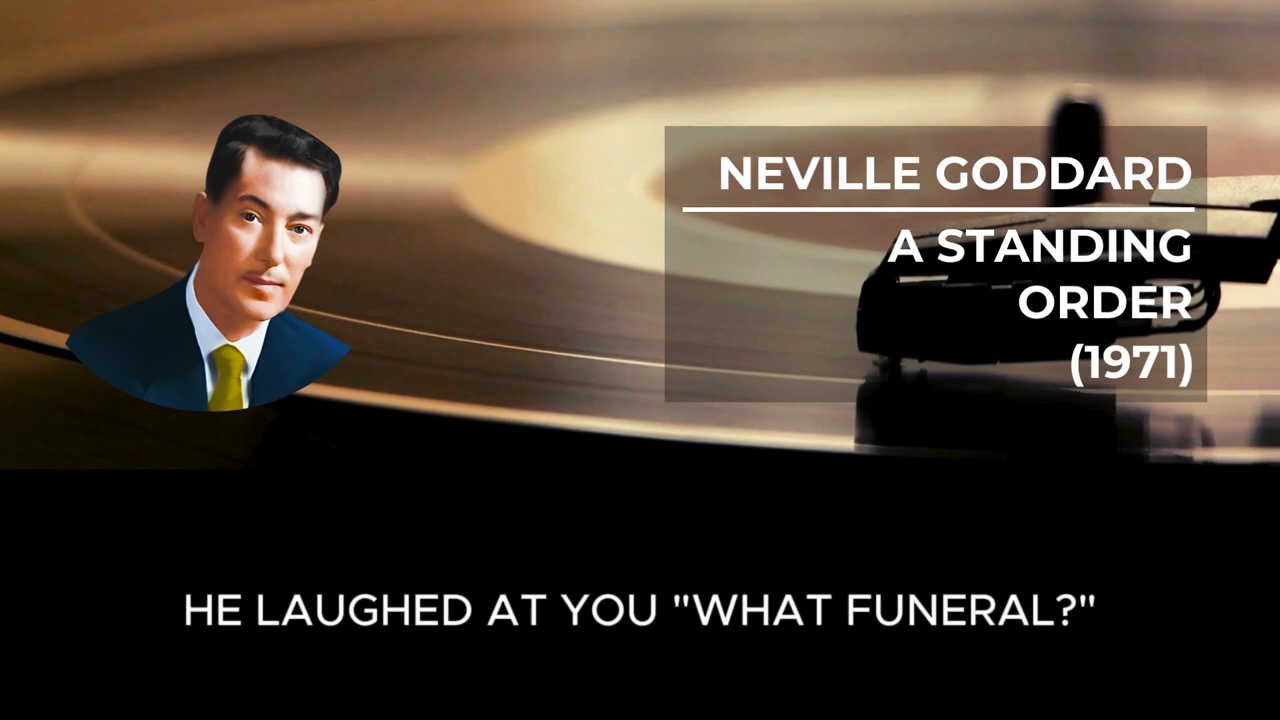 NEVILLE GODDARD
A STANDING
ORDER
(1971)
HE LAUGHED AT YOU "WHAT FUNERAL?"